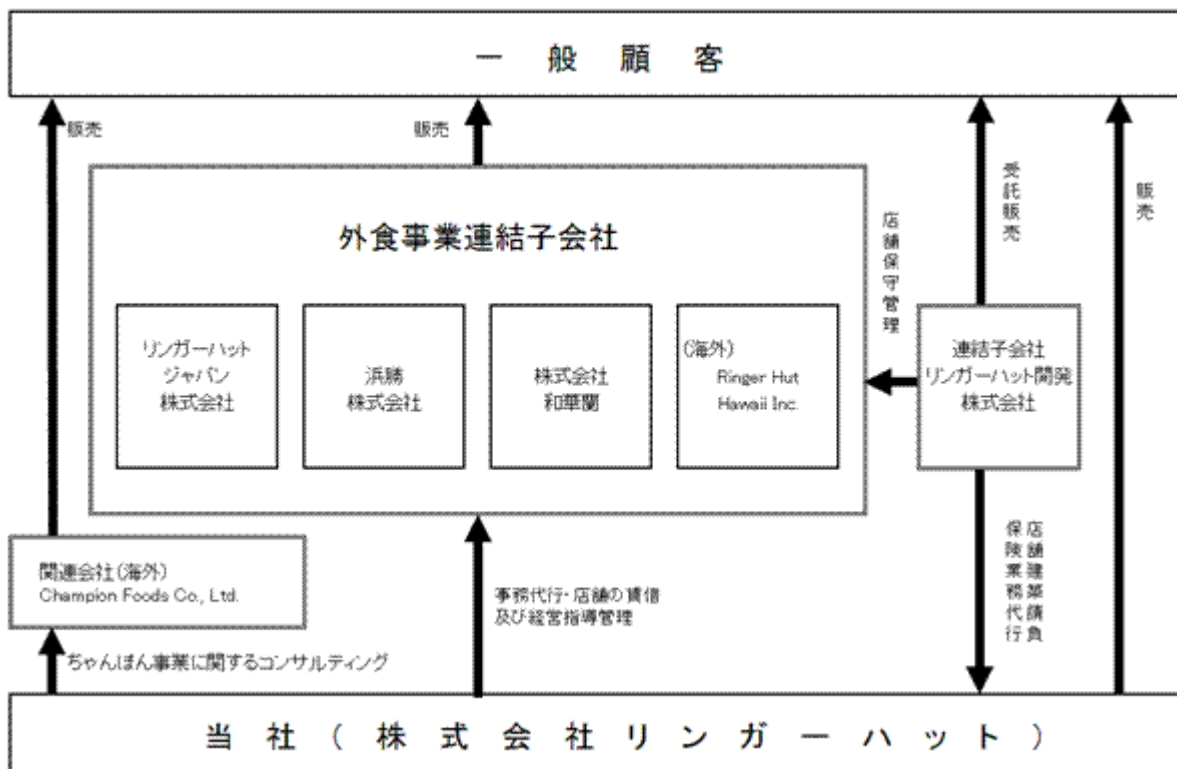 一般顧客
販売
販売
受託販売
販売
外食事業連結子会社
店舗保守管理
リンガーハット
ジャパン
株式会社
浜勝
株式会社
株式会社
和華蘭
(海外)
Ringer Hut
Hawaii Inc.
連結子会社
リンガーハット開発
株式会社
関連会社(海外)
Champion Foods Co., Ltd.
事務代行・店舗の賃借
及び経営指導管理
店舗建築請負
保険業務代行
ちゃんぽん事業に関するコンサルティング
当社(株式会社リンガーハット)